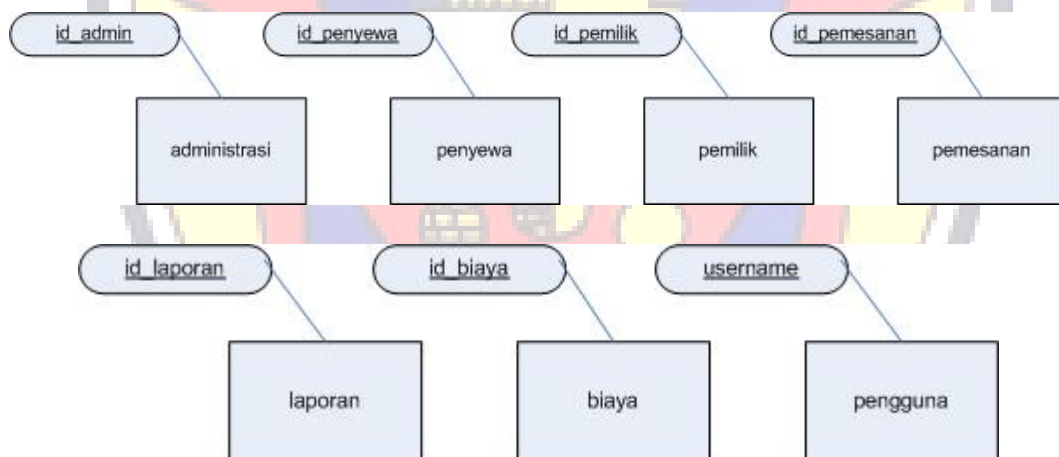 id_admin id_penyewa id_pemilik id_pemesanan
administrasi penyewa pemilik pemesanan
id_laporan id_biaya username
laporan biaya pengguna